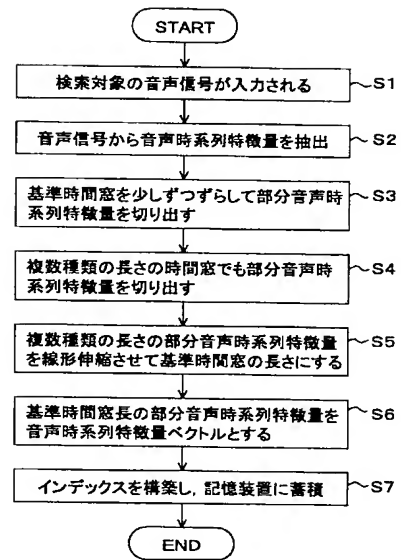 START
検索対象の音声信号が入力される
S1
音声信号から音声時系列特徴量を抽出
S2
基準時間窓を少しずつずらして部分音声時
系列特徴量を切り出す
S3
複数種類の長さの時間窓でも部分音声時
系列特徴量を切り出す
S4
複数種類の長さの部分音声時系列特徴量
を線形伸縮させて基準時間窓の長さにする
S5
基準時間窓長の部分音声時系列特徴量を
音声時系列特徴量ベクトルとする
S6
インデックスを構築し,記憶装置に蓄積
S7
END